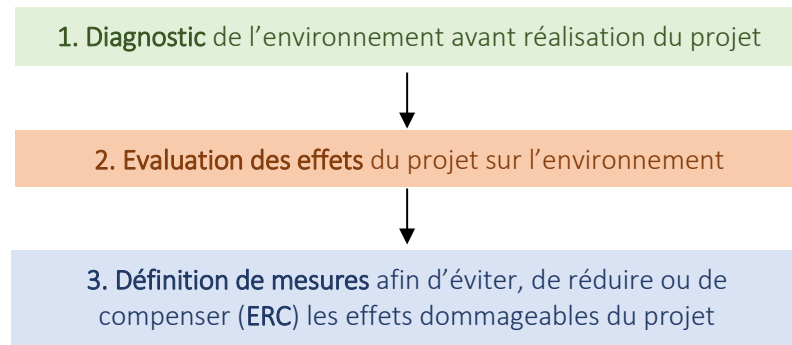 1. Diagnostic de l’environnement avant réalisation du projet
2. Evaluation des effets du projet sur l’environnement
3. Définition de mesures afin d’éviter, de réduire ou de
compenser (ERC) les effets dommageables du projet